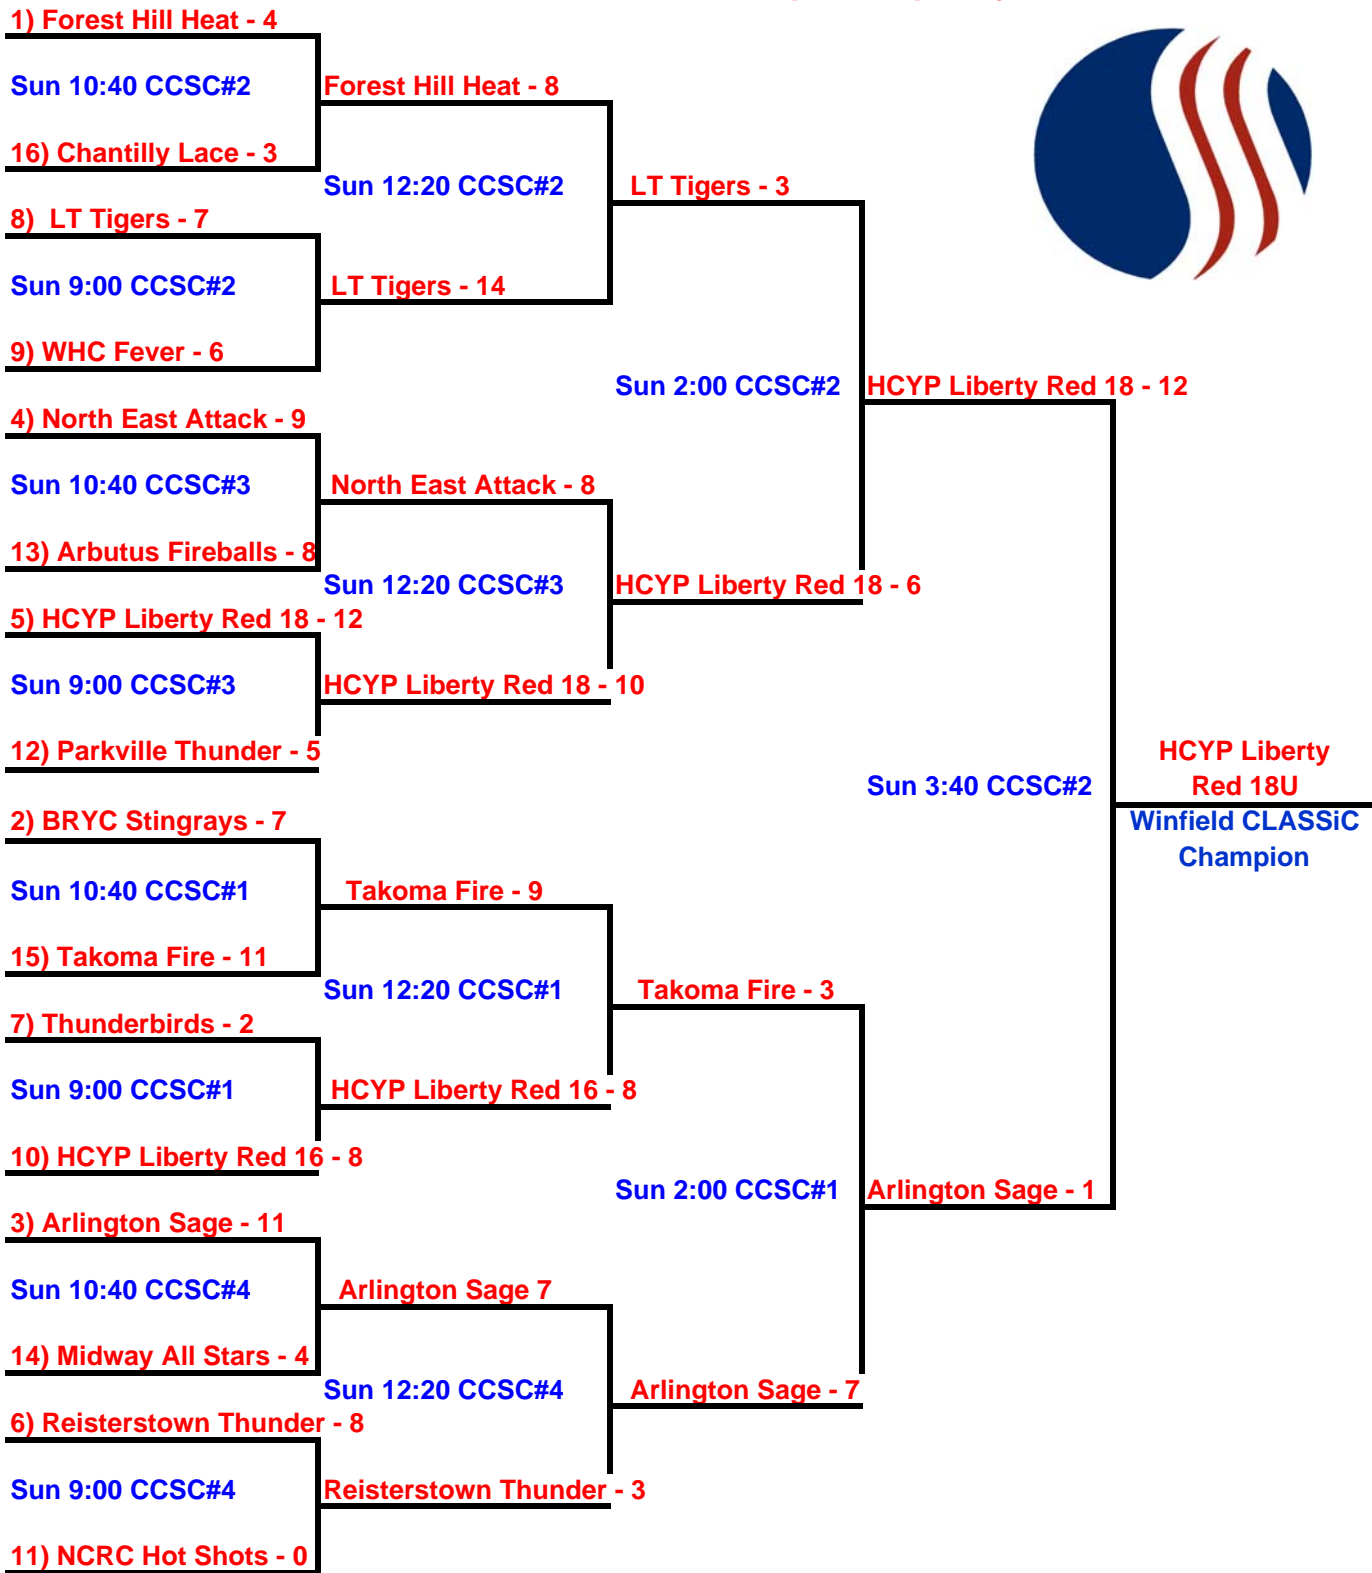 1) Forest Hill Heat - 4
Sun 10:40 CCSC#2
Forest Hill Heat - 8
16) Chantilly Lace - 3
Sun 12:20 CCSC#2
LT Tigers - 3
8) LT Tigers - 7
Sun 9:00 CCSC#2
LT Tigers - 14
9) WHC Fever - 6
Sun 2:00 CCSC#2
HCYP Liberty Red 18 - 12
4) North East Attack - 9
Sun 10:40 CCSC#3
North East Attack - 8
13) Arbutus Fireballs - 8
Sun 12:20 CCSC#3
HCYP Liberty Red 18 - 6
5) HCYP Liberty Red 18 - 12
Sun 9:00 CCSC#3
HCYP Liberty Red 18 - 10
12) Parkville Thunder - 5
HCYP Liberty
Sun 3:40 CCSC#2
Red 18U
2) BRYC Stingrays - 7
Winfield CLASSiC
Champion
Sun 10:40 CCSC#1
Takoma Fire - 9
15) Takoma Fire - 11
Sun 12:20 CCSC#1
Takoma Fire - 3
7) Thunderbirds - 2
Sun 9:00 CCSC#1
HCYP Liberty Red 16 - 8
10) HCYP Liberty Red 16 - 8
Sun 2:00 CCSC#1
Arlington Sage - 1
3) Arlington Sage - 11
Sun 10:40 CCSC#4
Arlington Sage 7
14) Midway All Stars - 4
Sun 12:20 CCSC#4
Arlington Sage - 7
6) Reisterstown Thunder - 8
Sun 9:00 CCSC#4
Reisterstown Thunder - 3
11) NCRC Hot Shots - 0